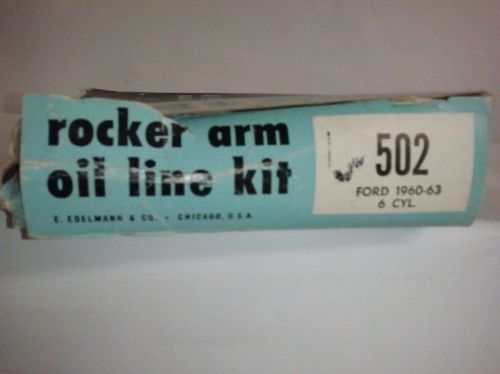 rocker arm
oil line kit
E. EDELMANN & CO. • CHICAGO, U.S.A.
502
FORD 1960-63
6 CYL.